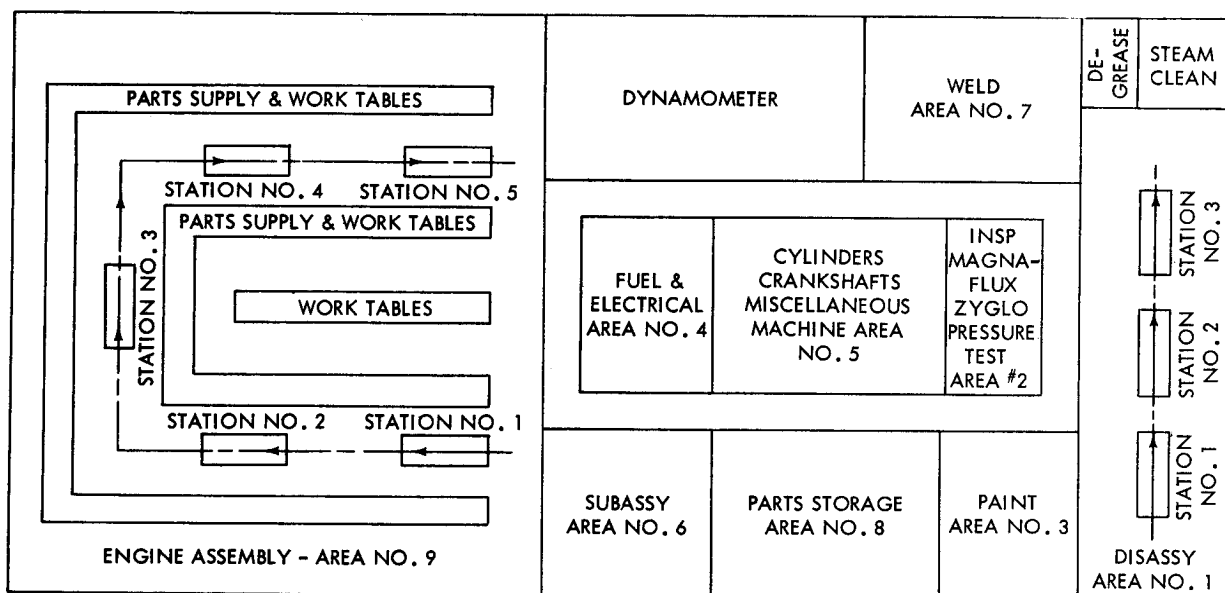 PARTS SUPPLY & WORK TABLES
STATION NO. 4
STATION NO. 5
STATION NO. 3
PARTS SUPPLY & WORK TABLES
WORK TABLES
STATION NO. 2
STATION NO. 1
ENGINE ASSEMBLY - AREA NO. 9
DYNAMOMETER
WELD
AREA NO. 7
FUEL &
ELECTRICAL
AREA NO. 4
CYLINDERS
CRANKSHAFTS
MISCELLANEOUS
MACHINE AREA
NO. 5
INSP
MAGNA-
FLUX
ZYGLO
PRESSURE
TEST
AREA #2
SUBASSY
AREA NO. 6
PARTS STORAGE
AREA NO. 8
PAINT
AREA NO. 3
DE-
GREASE
STEAM
CLEAN
STATION
NO. 3
STATION
NO. 2
STATION
NO. 1
DISASSY
AREA NO. 1